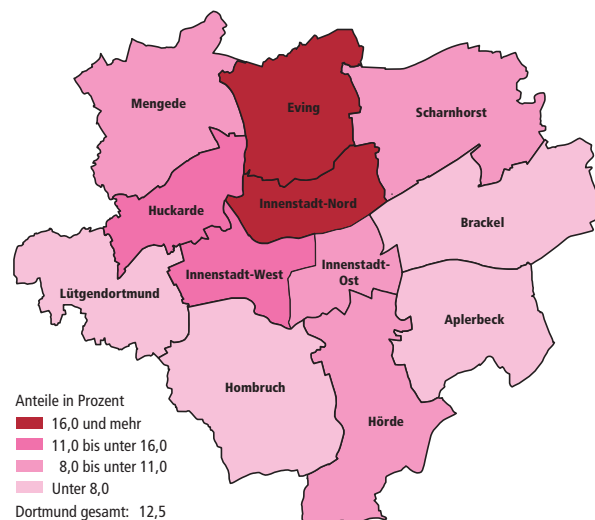 Mengede
Eving
Scharnhorst
Huckarde
Innenstadt-Nord
Brackel
Innenstadt-West
Innenstadt-
Ost
Lütgendortmund
Aplerbeck
Hombruch
Hörde
Anteile in Prozent
16,0 und mehr
11,0 bis unter 16,0
8,0 bis unter 11,0
Unter 8,0
Dortmund gesamt: 12,5